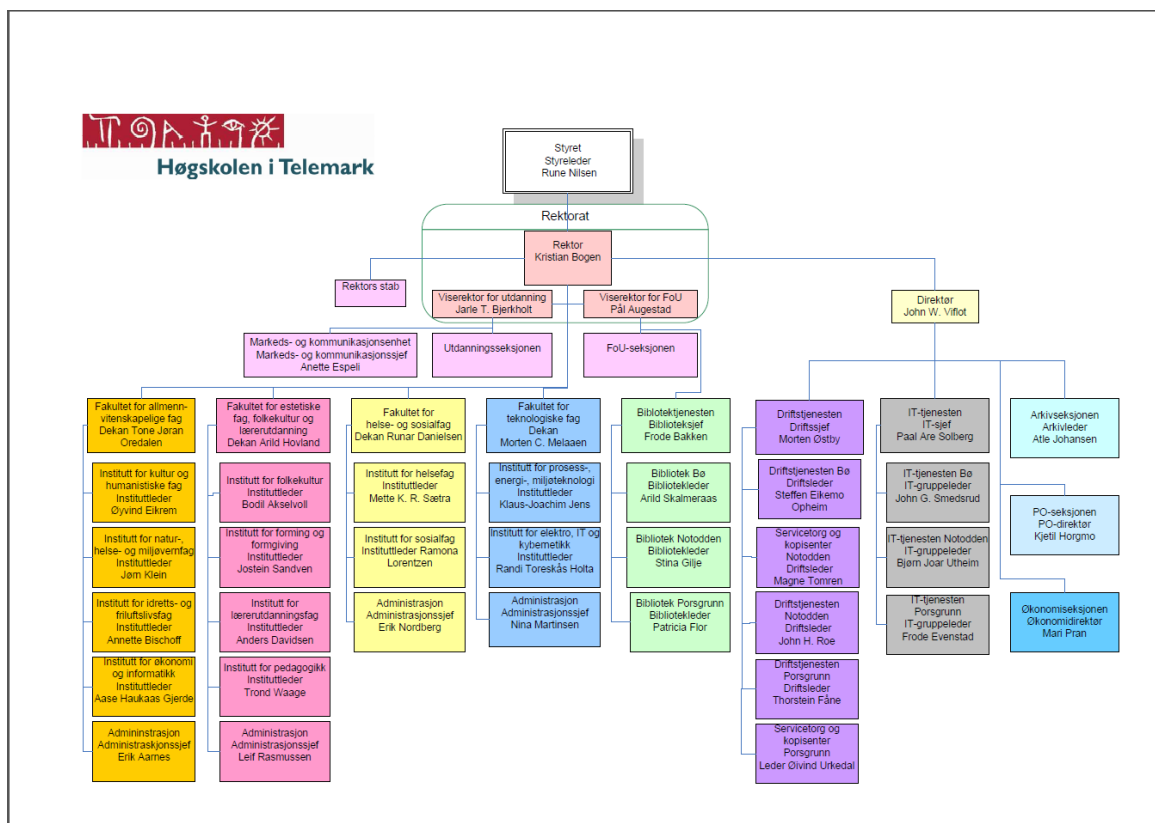 Høgskolen i Telemark
Styret
Styreleder
Rune Nilsen
Rektorat
Rektor
Kristian Bogen
Rektors stab
Viserektor for utdanning
Jarle T. Bjerkholt
Viserektor for FoU
Pål Augestad
Direktør
John W. Viflot
Markeds- og kommunikasjonsenhet
Markeds- og kommunikasjonssjef
Anette Espeli
Utdanningsseksjonen
FoU-seksjonen
Fakultet for allmenn-
vitenskapelige fag
Dekan Tone Jøran
Oredalen
Institutt for kultur og
humanistiske fag
Instituttleder
Øyvind Eikrem
Institutt for natur-,
helse- og miljøvernfag
Instituttleder
Jørn Klein
Institutt for idretts- og
friluftslivsfag
Instituttleder
Annette Bischoff
Institutt for økonomi
og informatikk
Instituttleder
Aase Haukaas Gjerde
Admininstrasjon
Administraskjonssjef
Erik Aarnes
Fakultet for estetiske
fag, folkekultur og
lærerutdanning
Dekan Arild Hovland
Institutt for folkekultur
Instituttleder
Bodil Akselvoll
Institutt for forming og
formgiving
Instituttleder
Jostein Sandven
Institutt for
lærerutdanningsfag
Instituttleder
Anders Davidsen
Institutt for pedagogikk
Instituttleder
Trond Waage
Administrasjon
Administrasjonssjef
Leif Rasmussen
Fakultet for
helse- og sosialfag
Dekan Runar Danielsen
Institutt for helsefag
Instituttleder
Mette K. R. Sætra
Institutt for sosialfag
Instituttleder Ramona
Lorentzen
Administrasjon
Administrasjonssjef
Erik Nordberg
Fakultet for
teknologiske fag
Dekan
Morten C. Melaaen
Institutt for prosess-,
energi-, miljøteknologi
Instituttleder
Klaus-Joachim Jens
Institutt for elektro, IT og
kybernetikk
Instituttleder
Randi Toreskås Holta
Administrasjon
Administrasjonssjef
Nina Martinsen
Biblotektjenesten
Biblioteksjef
Frode Bakken
Bibliotek Bø
Bibliotekleder
Arild Skalmeraas
Bibliotek Notodden
Bibliotekleder
Stina Gilje
Bibliotek Porsgrunn
Bibliotekleder
Patricia Flor
Driftstjenesten
Driftssjef
Morten Østby
Driftstjenesten Bø
Driftsleder
Steffen Eikemo
Opheim
Servicetorg og
kopisenter
Notodden
Driftsleder
Magne Tomren
Driftstjenesten
Notodden
Driftsleder
John H. Roe
Driftstjenesten
Porsgrunn
Driftsleder
Thorstein Fåne
Servicetorg og
kopisenter
Porsgrunn
Leder Øivind Urkedal
IT-tjenesten
IT-sjef
Paal Are Solberg
IT-tjenesten Bø
IT-gruppeleder
John G. Smedsrud
IT-tjenesten Notodden
IT-gruppeleder
Bjørn Joar Utheim
IT-tjenesten
Porsgrunn
IT-gruppeleder
Frode Evenstad
Arkivseksjonen
Arkivleder
Atle Johansen
PO-seksjonen
PO-direktør
Kjetil Horgmo
Økonomiseksjonen
Økonomidirektør
Mari Pran